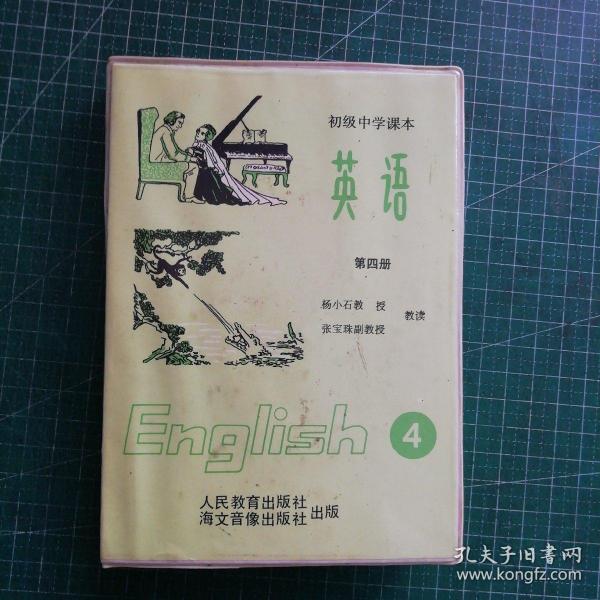 初级中学课本
英语
第四册
杨小石教 授
张宝珠副教授
教读
English 4
人民教育出版社
海文音像出版社
出版
孔夫子旧書网
www.kongfz.com